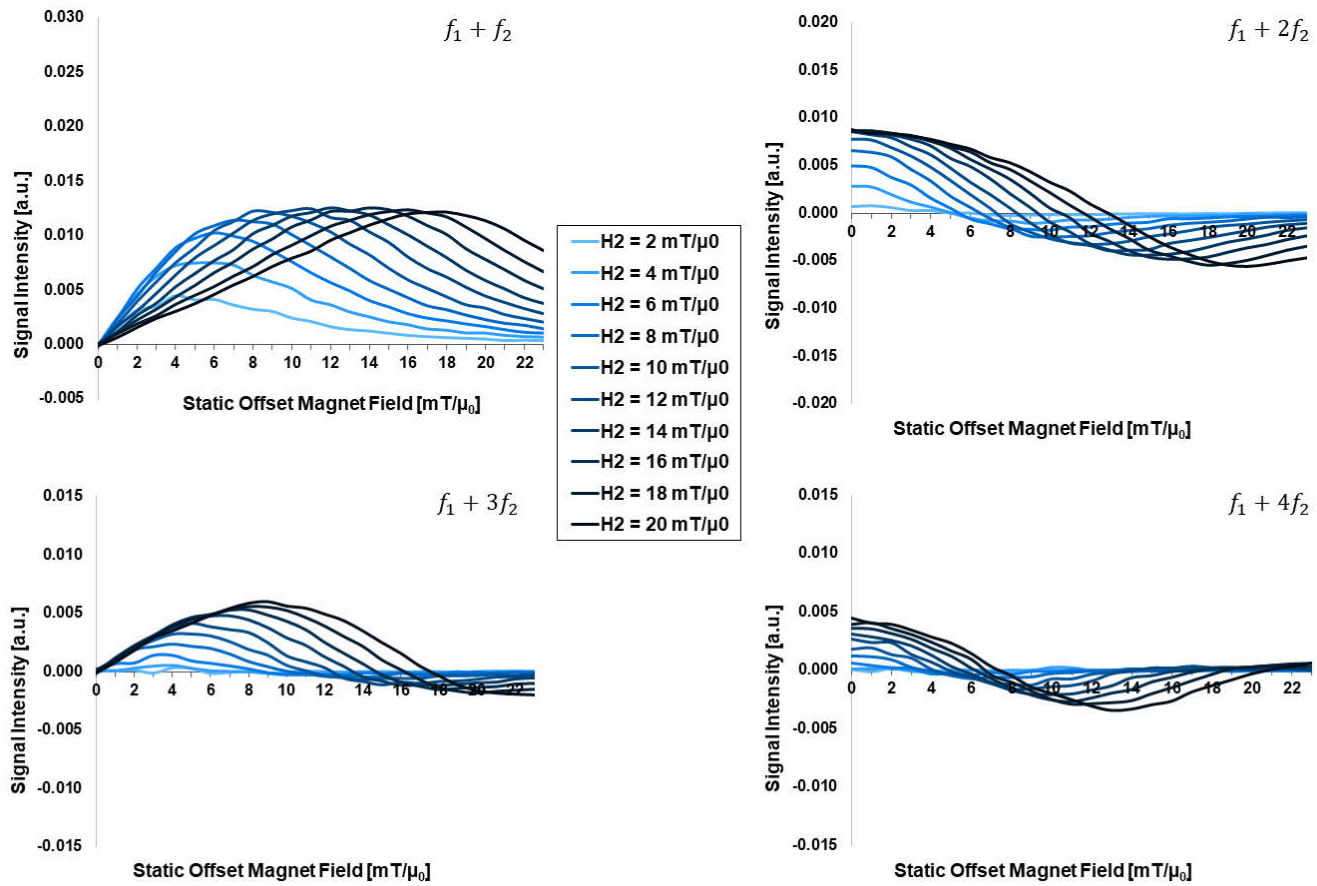 f₁ + f₂
0.030
0.025
0.020
0.015
0.010
0.005
0.000
-0.005
0 2 4 6 8 10 12 14 16 18 20 22
Signal Intensity [a.u.]
Static Offset Magnet Field [mT/μ₀]
f₁ + 2f₂
0.020
0.015
0.010
0.005
0.000
-0.005
-0.010
-0.015
-0.020
0 2 4 6 8 10 12 14 16 18 20 22
Signal Intensity [a.u.]
Static Offset Magnet Field [mT/μ₀]
H2 = 2 mT/μ0
H2 = 4 mT/μ0
H2 = 6 mT/μ0
H2 = 8 mT/μ0
H2 = 10 mT/μ0
H2 = 12 mT/μ0
H2 = 14 mT/μ0
H2 = 16 mT/μ0
H2 = 18 mT/μ0
H2 = 20 mT/μ0
f₁ + 3f₂
0.015
0.010
0.005
0.000
-0.005
-0.010
-0.015
0 2 4 6 8 10 12 14 16 18 20 22
Signal Intensity [a.u.]
Static Offset Magnet Field [mT/μ₀]
f₁ + 4f₂
0.015
0.010
0.005
0.000
-0.005
-0.010
-0.015
0 2 4 6 8 10 12 14 16 18 20 22
Signal Intensity [a.u.]
Static Offset Magnet Field [mT/μ₀]